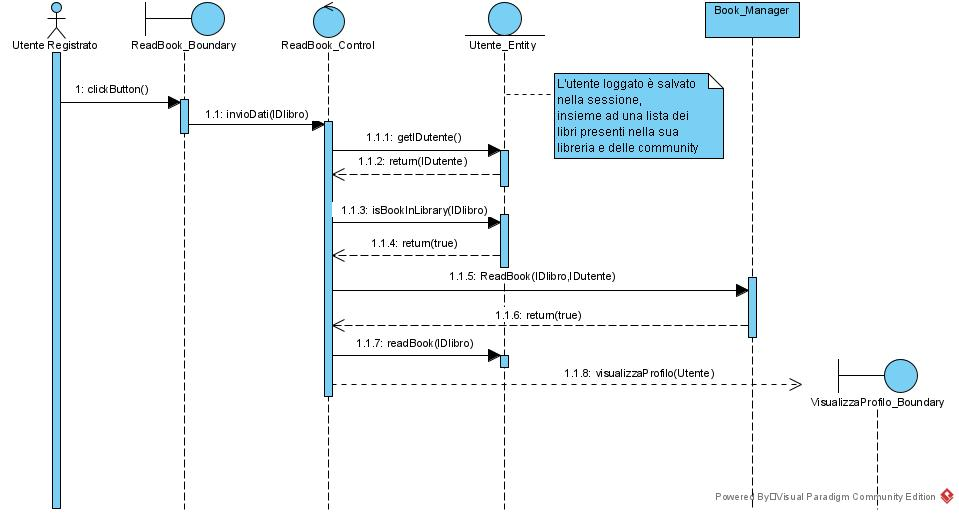 Utente Registrato
ReadBook_Boundary
ReadBook_Control
Utente_Entity
Book_Manager
L'utente loggato è salvato
nella sessione,
insieme ad una lista dei
libri presenti nella sua
libreria e delle community
1: clickButton()
1.1: invioDati(IDlibro)
1.1.1: getIDutente()
1.1.2: return(IDutente)
1.1.3: isBookInLibrary(IDlibro)
1.1.4: return(true)
1.1.5: ReadBook(IDlibro,IDutente)
1.1.6: return(true)
1.1.7: readBook(IDlibro)
1.1.8: visualizzaProfilo(Utente)
VisualizzaProfilo_Boundary
Powered By Visual Paradigm Community Edition